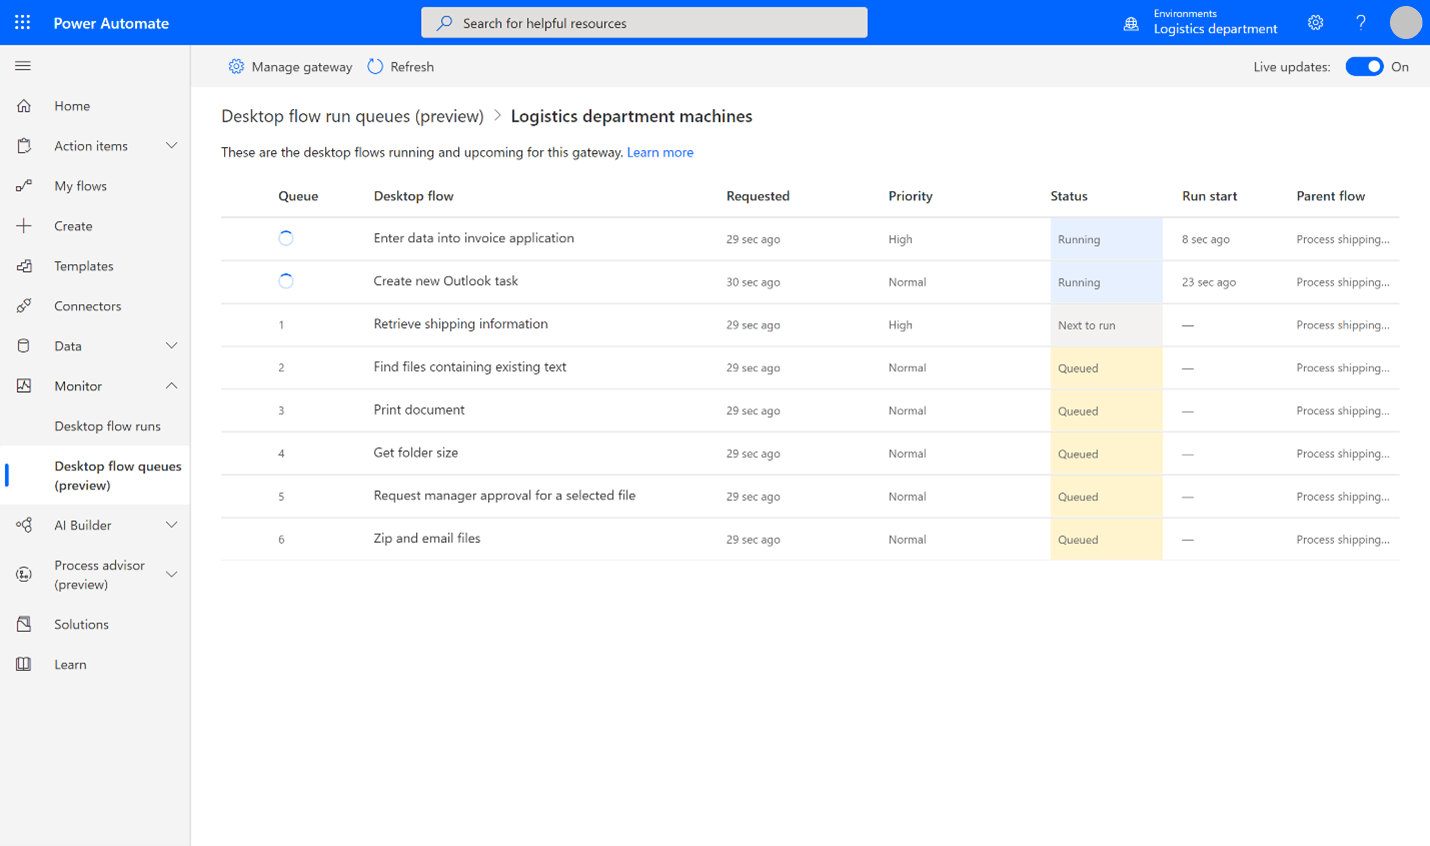 Power Automate
Search for helpful resources
Environments
Logistics department
?
Manage gateway
Refresh
Live updates:
On
Home
Action items
My flows
Create
Templates
Connectors
Data
Monitor
Desktop flow runs
Desktop flow queues
(preview)
AI Builder
Process advisor
(preview)
Solutions
Learn
Desktop flow run queues (preview) > Logistics department machines
These are the desktop flows running and upcoming for this gateway. Learn more
Queue Desktop flow Requested Priority Status Run start Parent flow
Enter data into invoice application 29 sec ago High Running 8 sec ago Process shipping...
Create new Outlook task 30 sec ago Normal Running 23 sec ago Process shipping...
1 Retrieve shipping information 29 sec ago High Next to run — Process shipping...
2 Find files containing existing text 29 sec ago Normal Queued — Process shipping...
3 Print document 29 sec ago Normal Queued — Process shipping...
4 Get folder size 29 sec ago Normal Queued — Process shipping...
5 Request manager approval for a selected file 29 sec ago Normal Queued — Process shipping...
6 Zip and email files 29 sec ago Normal Queued — Process shipping...